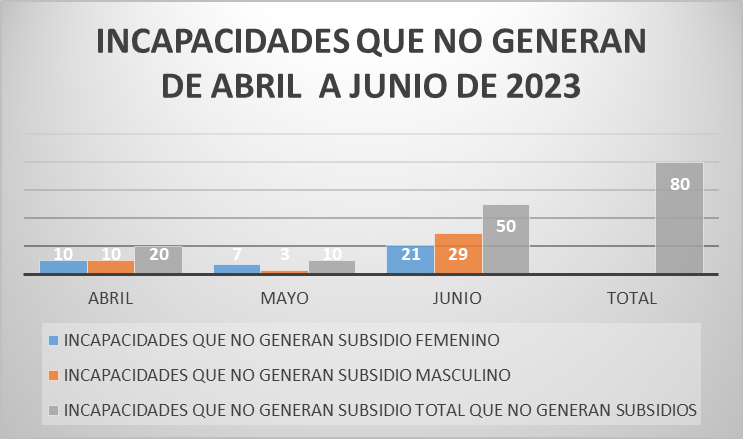 INCAPACIDADES QUE NO GENERAN
DE ABRIL A JUNIO DE 2023
10 10 20 7 3 10 21 29 50 80
ABRIL MAYO JUNIO TOTAL
INCAPACIDADES QUE NO GENERAN SUBSIDIO FEMENINO
INCAPACIDADES QUE NO GENERAN SUBSIDIO MASCULINO
INCAPACIDADES QUE NO GENERAN SUBSIDIO TOTAL QUE NO GENERAN SUBSIDIOS